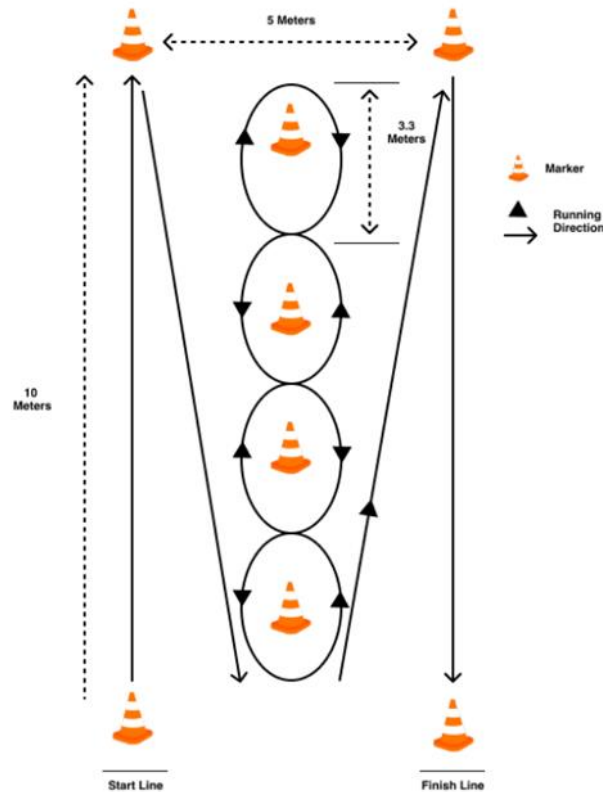 5 Meters
3.3
Meters
Marker
Running
Direction
10
Meters
Start Line
Finish Line